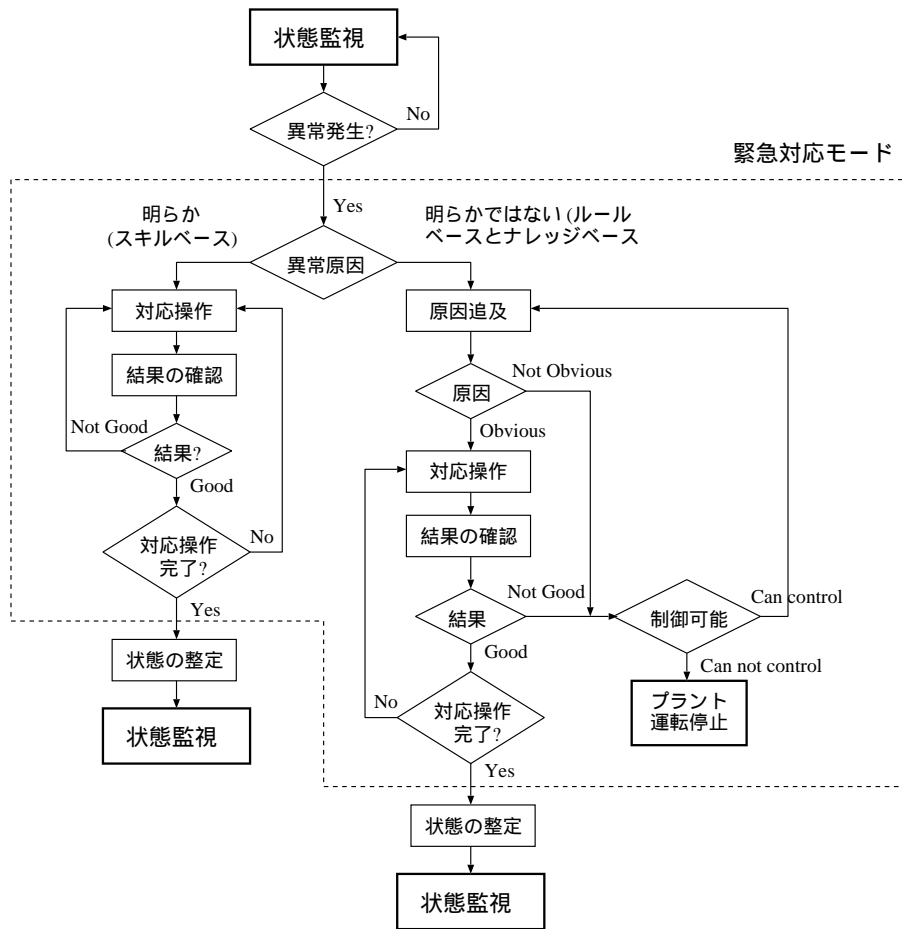 状態監視
No
異常発生?
緊急対応モード
Yes
明らか
(スキルベース)
明らかではない (ルール
ベースとナレッジベース
異常原因
対応操作
結果の確認
Not Good
結果?
Good
対応操作
完了?
No
Yes
状態の整定
状態監視
原因追及
Not Obvious
原因
Obvious
対応操作
結果の確認
Not Good
結果
Good
制御可能
Can control
Can not control
プラント
運転停止
No
対応操作
完了?
Yes
状態の整定
状態監視